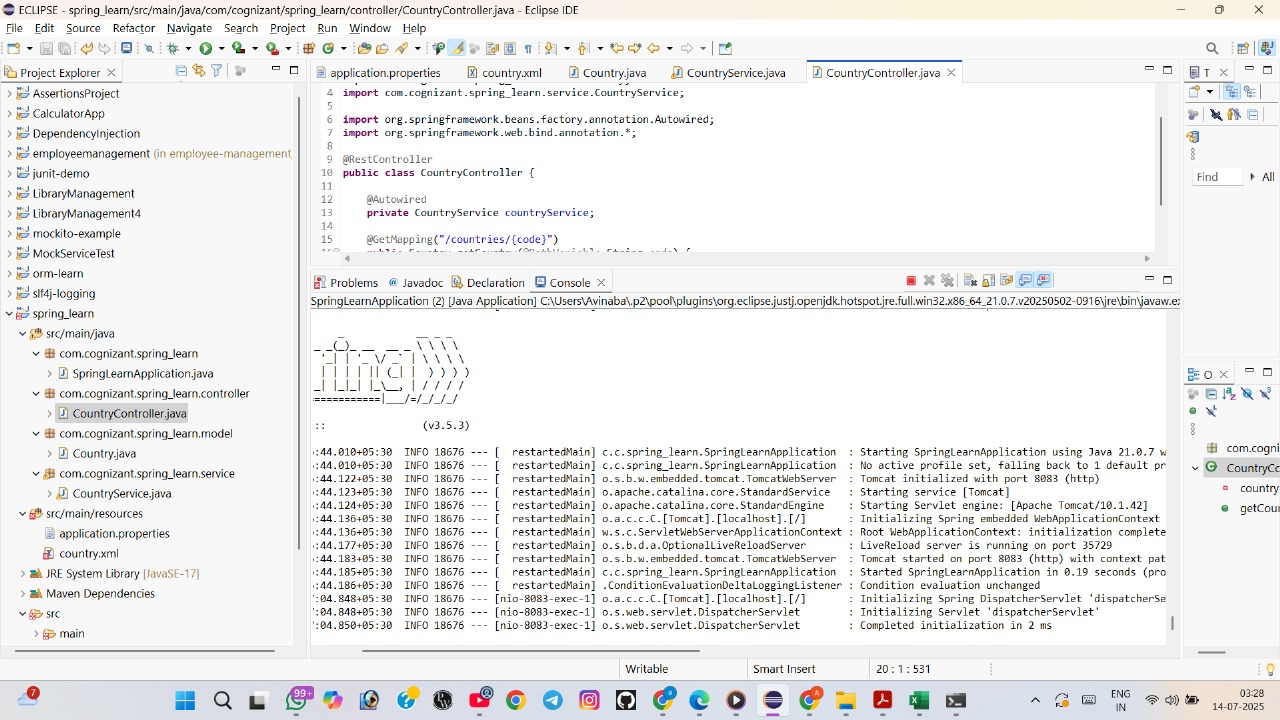 ECLIPSE - spring_learn/src/main/java/com/cognizant/spring_learn/controller/CountryController.java - Eclipse IDE
File Edit Source Refactor Navigate Search Project Run Window Help
Project Explorer
AssertionsProject
CalculatorApp
DependencyInjection
employeemanagement (in employee-management
junit-demo
LibraryManagement
LibraryManagement4
mockito-example
MockServiceTest
orm-learn
slf4j-logging
spring_learn
src/main/java
com.cognizant.spring_learn
SpringLearnApplication.java
com.cognizant.spring_learn.controller
CountryController.java
com.cognizant.spring_learn.model
Country.java
com.cognizant.spring_learn.service
CountryService.java
src/main/resources
application.properties
country.xml
JRE System Library [JavaSE-17]
Maven Dependencies
src
main
application.properties country.xml Country.java CountryService.java CountryController.java
4 import com.cognizant.spring_learn.service.CountryService;
5
6 import org.springframework.beans.factory.annotation.Autowired;
7 import org.springframework.web.bind.annotation.*;
8
9 @RestController
10 public class CountryController {
11
12 @Autowired
13 private CountryService countryService;
14
15 @GetMapping("/countries/{code}")
Problems Javadoc Declaration Console
SpringLearnApplication (2) [Java Application] C:\Users\Avinaba\.p2\pool\plugins\org.eclipse.justj.openjdk.hotspot.jre.full.win32.x86_64_21.0.7.v20250502-0916\jre\bin\javaw.ex
:: (v3.5.3)
:44.010+05:30 INFO 18676 --- [ restartedMain] c.c.spring_learn.SpringLearnApplication : Starting SpringLearnApplication using Java 21.0.7 w
:44.010+05:30 INFO 18676 --- [ restartedMain] c.c.spring_learn.SpringLearnApplication : No active profile set, falling back to 1 default pr
:44.122+05:30 INFO 18676 --- [ restartedMain] o.s.b.w.embedded.tomcat.TomcatWebServer : Tomcat initialized with port 8083 (http)
:44.123+05:30 INFO 18676 --- [ restartedMain] o.apache.catalina.core.StandardService : Starting service [Tomcat]
:44.124+05:30 INFO 18676 --- [ restartedMain] o.apache.catalina.core.StandardEngine : Starting Servlet engine: [Apache Tomcat/10.1.42]
:44.136+05:30 INFO 18676 --- [ restartedMain] o.a.c.c.C.[Tomcat].[localhost].[/] : Initializing Spring embedded WebApplicationContext
:44.136+05:30 INFO 18676 --- [ restartedMain] w.s.c.ServletWebServerApplicationContext : Root WebApplicationContext: initialization complete
:44.177+05:30 INFO 18676 --- [ restartedMain] o.s.b.d.a.OptionalLiveReloadServer : LiveReload server is running on port 35729
:44.183+05:30 INFO 18676 --- [ restartedMain] o.s.b.w.embedded.tomcat.TomcatWebServer : Tomcat started on port 8083 (http) with context pat
:44.185+05:30 INFO 18676 --- [ restartedMain] c.c.spring_learn.SpringLearnApplication : Started SpringLearnApplication in 0.19 seconds (pro
:44.186+05:30 INFO 18676 --- [ restartedMain] .ConditionEvaluationDeltaLoggingListener : Condition evaluation unchanged
:04.848+05:30 INFO 18676 --- [nio-8083-exec-1] o.a.c.c.C.[Tomcat].[localhost].[/] : Initializing Spring DispatcherServlet 'dispatcherSe
:04.848+05:30 INFO 18676 --- [nio-8083-exec-1] o.s.web.servlet.DispatcherServlet : Initializing Servlet 'dispatcherServlet'
:04.850+05:30 INFO 18676 --- [nio-8083-exec-1] o.s.web.servlet.DispatcherServlet : Completed initialization in 2 ms
T
Find All
O
com.cogni
CountryCo
country
getCour
Writable Smart Insert 20 : 1 : 531
7
99+
ENG
IN
03:28
14-07-2025